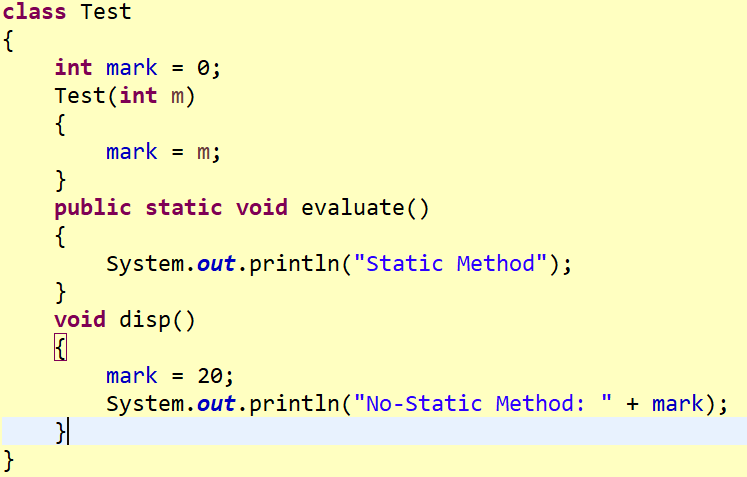 class Test
{
    int mark = 0;
    Test(int m)
    {
        mark = m;
    }
    public static void evaluate()
    {
        System.out.println("Static Method");
    }
    void disp()
    {
        mark = 20;
        System.out.println("No-Static Method: " + mark);
    }
}